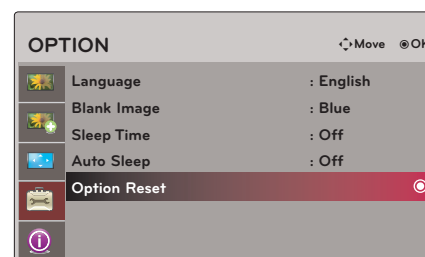 OPTION Move OK
Language : English
Blank Image : Blue
Sleep Time : Off
Auto Sleep : Off
Option Reset